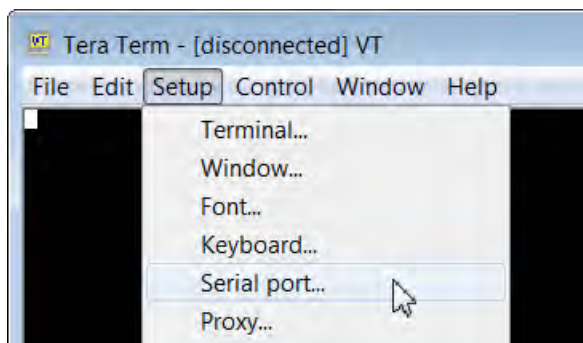 VT Tera Term - [disconnected] VT
File Edit Setup Control Window Help
Terminal...
Window...
Font...
Keyboard...
Serial port...
Proxy...